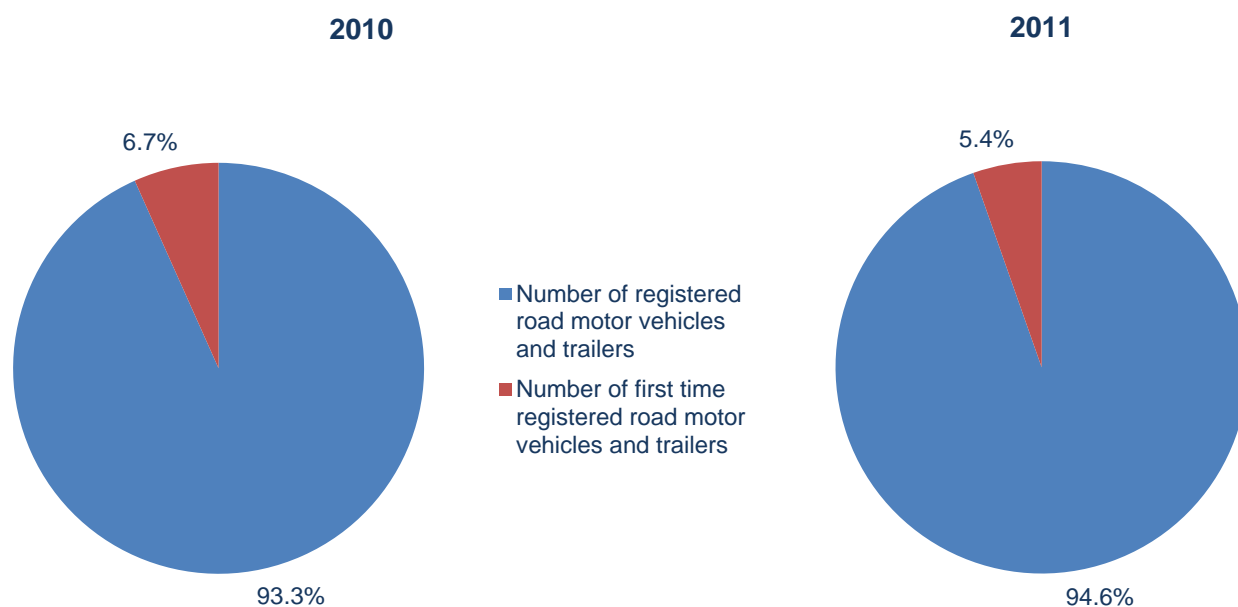 2010
2011
6.7%
5.4%
Number of registered
road motor vehicles
and trailers
Number of first time
registered road motor
vehicles and trailers
93.3%
94.6%